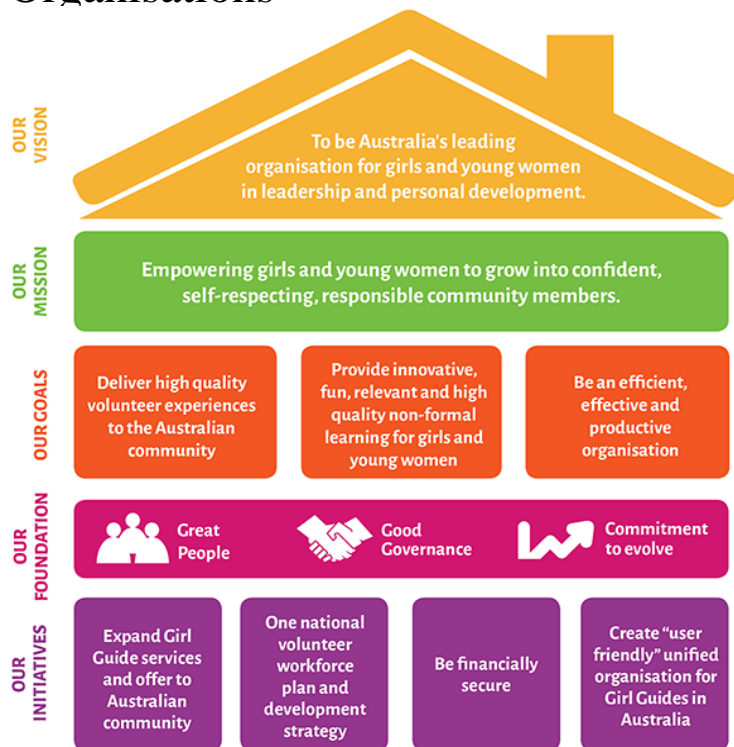 Organisations
OUR
VISION
To be Australia's leading
organisation for girls and young women
in leadership and personal development.
OUR
MISSION
Empowering girls and young women to grow into confident,
self-respecting, responsible community members.
OUR GOALS
Deliver high quality
volunteer experiences
to the Australian
community
Provide innovative,
fun, relevant and high
quality non-formal
learning for girls and
young women
Be an efficient,
effective and
productive
organisation
OUR
FOUNDATION
Great
People
Good
Governance
Commitment
to evolve
OUR
INITIATIVES
Expand Girl
Guide services
and offer to
Australian
community
One national
volunteer
workforce
plan and
development
strategy
Be financially
secure
Create “user
friendly” unified
organisation for
Girl Guides in
Australia